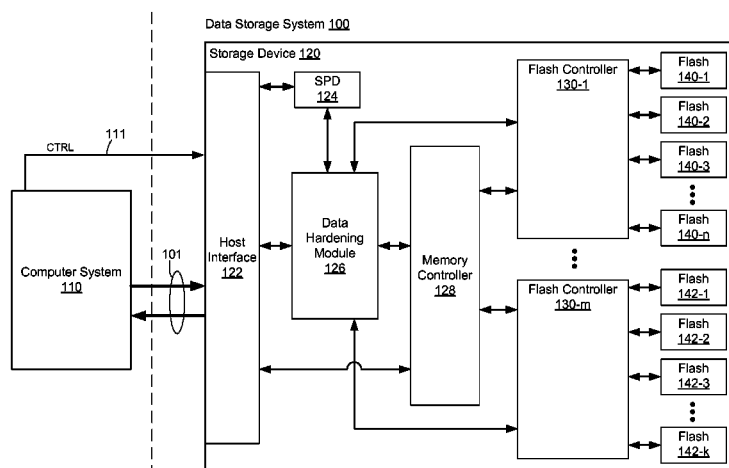 Data Storage System 100
Storage Device 120
CTRL
111
Computer System
110
101
Host
Interface
122
SPD
124
Data
Hardening
Module
126
Memory
Controller
128
Flash Controller
130-1
Flash
140-1
Flash
140-2
Flash
140-3
Flash
140-n
Flash Controller
130-m
Flash
142-1
Flash
142-2
Flash
142-3
Flash
142-k